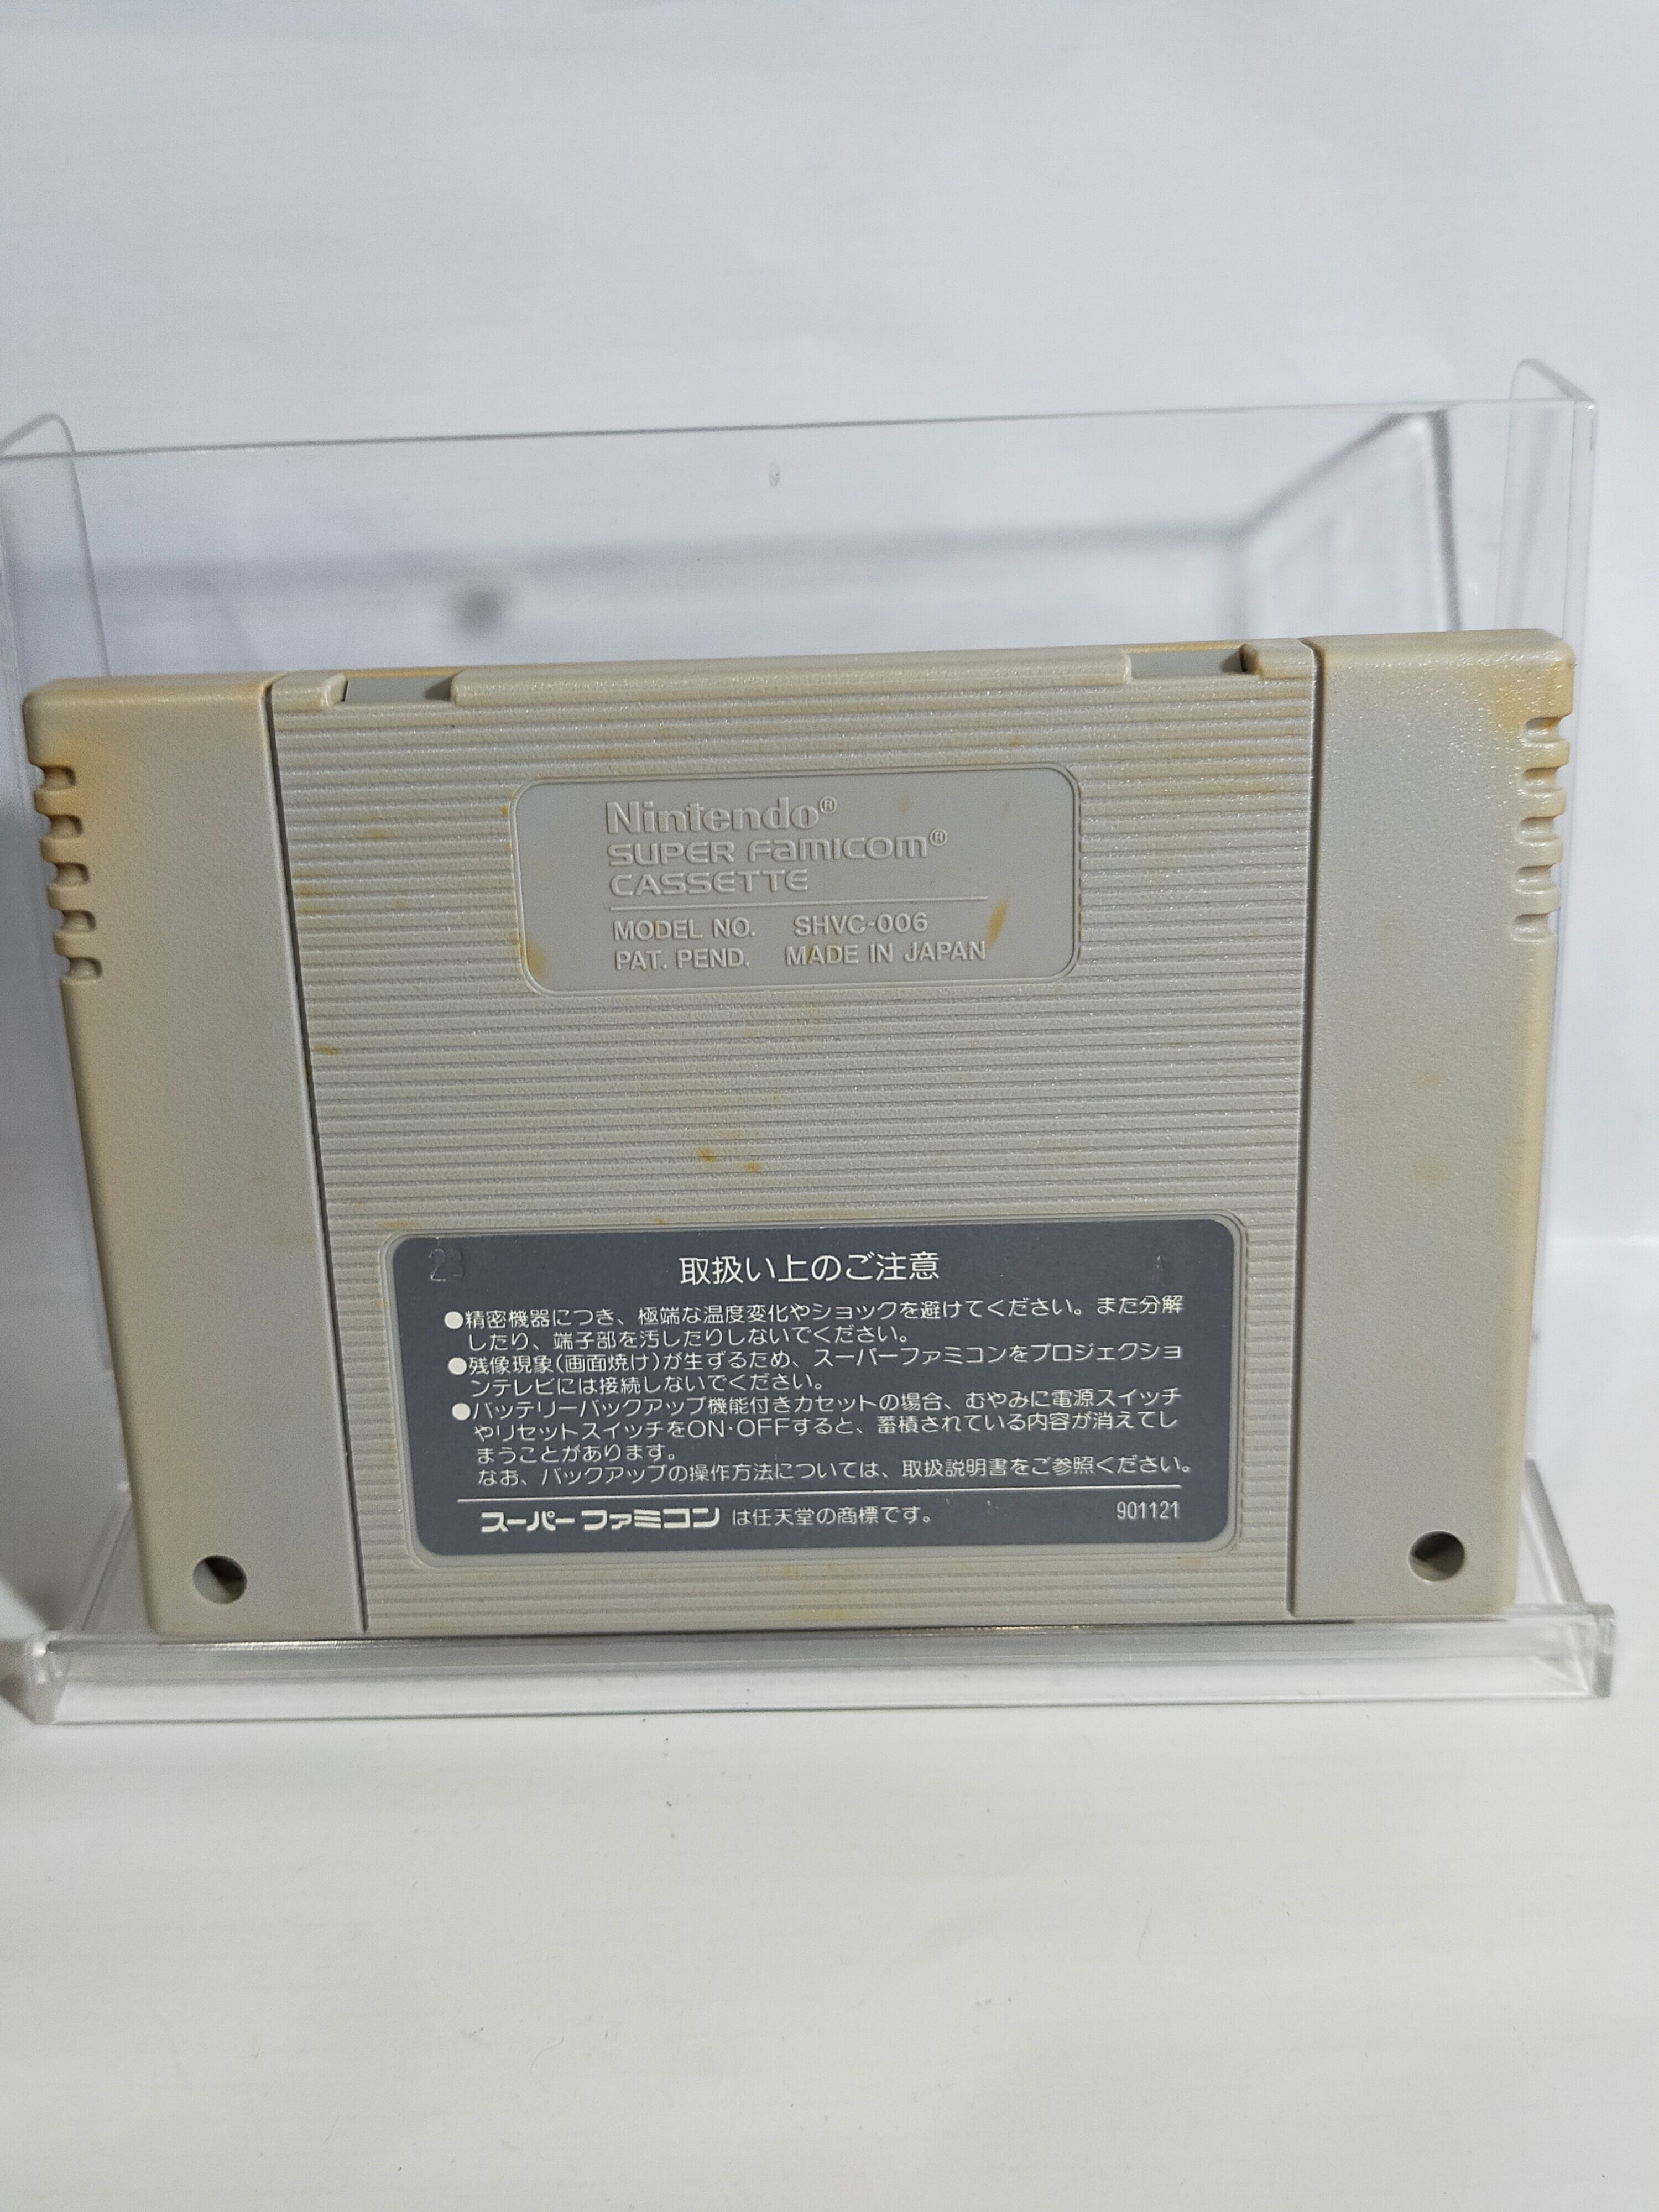 Nintendo®
SUPER FAMICOM®
CASSETTE
MODEL NO. SHVC-006
PAT. PEND. MADE IN JAPAN
23
取扱い上のご注意
●精密機器につき、極端な温度変化やショックを避けてください。また分解
したり、端子部を汚したりしないでください。
●残像現象(画面焼け)が生ずるため、スーパーファミコンをプロジェクショ
ンテレビには接続しないでください。
●バッテリーバックアップ機能付きカセットの場合、むやみに電源スイッチ
やリセットスイッチをON·OFFすると、蓄積されている内容が消えてし
まうことがあります。
なお、バックアップの操作方法については、取扱説明書をご参照ください。
スーパーファミコン は任天堂の商標です。 901121